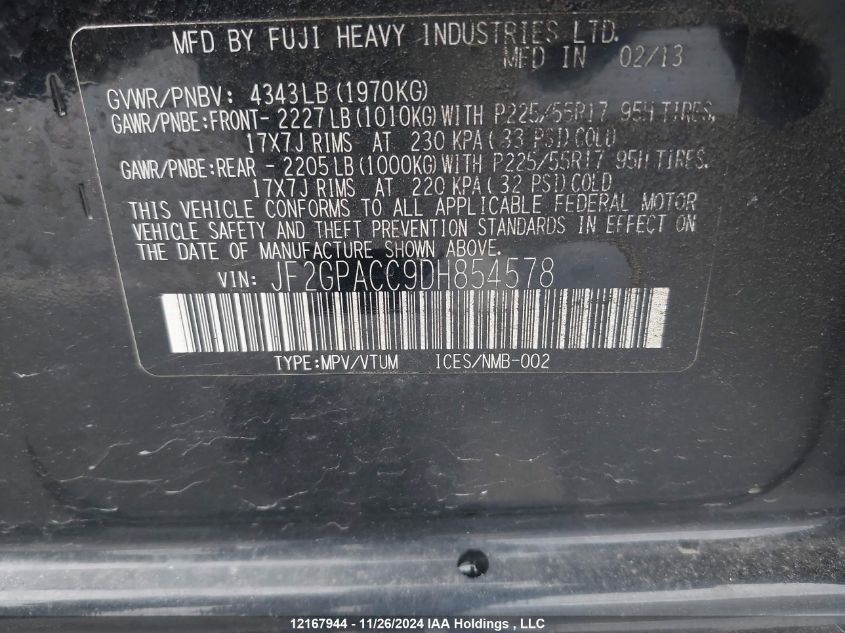 MFD BY FUJI HEAVY INDUSTRIES LTD.
MFD IN 02/13
GVWR/PNBV: 4343LB (1970KG)
GAWR/PNBE:FRONT- 2227LB (1010KG) WITH P225/55R17 95H TIRES,
17X7J RIMS AT 230 KPA (33 PSI) COLD
GAWR/PNBE:REAR - 2205LB (1000KG) WITH P225/55R17 95H TIRES.
17X7J RIMS AT 220 KPA (32 PSI) COLD
THIS VEHICLE CONFORMS TO ALL APPLICABLE FEDERAL MOTOR
VEHICLE SAFETY AND THEFT PREVENTION STANDARDS IN EFFECT ON
THE DATE OF MANUFACTURE SHOWN ABOVE.
VIN: JF2GPACC9DH854578
TYPE:MPV/VTUM ICES/NMB-002
12167944 - 11/26/2024 IAA Holdings , LLC